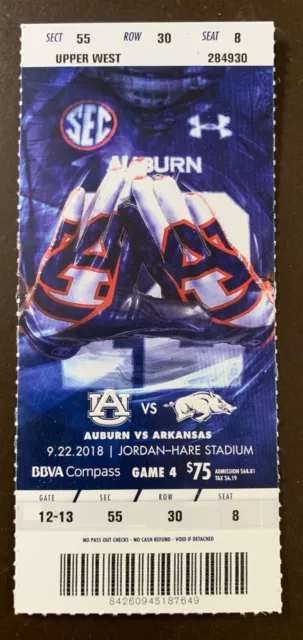 SECT 55 ROW 30 SEAT 8
UPPER WEST 284930
SEC
AUBURN
AU VS
AUBURN VS ARKANSAS
9.22.2018 | JORDAN-HARE STADIUM
BBVA Compass GAME 4 $75 ADMISSION $68.81
TAX $6.19
GATE / SEC / ROW / SEAT
12-13 55 30 8
NO PASS OUT CHECKS - NO CASH REFUND - VOID IF DETACHED
84260945187649